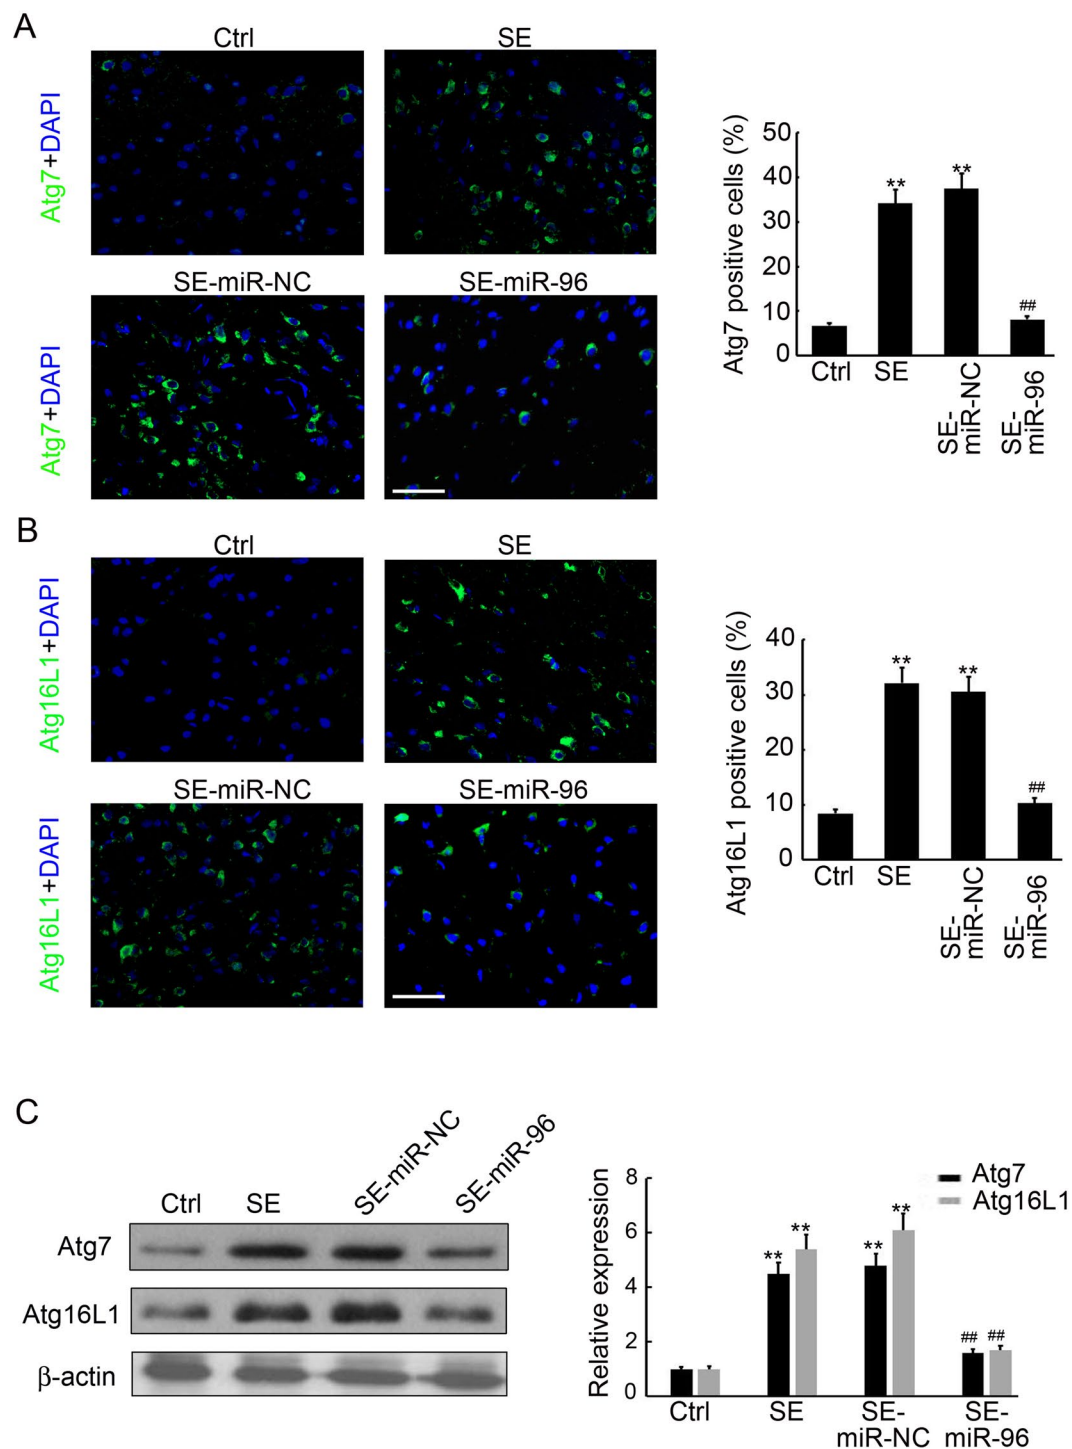 A
Ctrl
SE
Atg7+DAPI
SE-miR-NC
SE-miR-96
Atg7+DAPI
Atg7 positive cells (%)
50
40
30
20
10
0
**
**
##
Ctrl
SE
SE-
miR-NC
SE-
miR-96
B
Ctrl
SE
Atg16L1+DAPI
SE-miR-NC
SE-miR-96
Atg16L1+DAPI
Atg16L1 positive cells (%)
40
30
20
10
0
**
**
##
Ctrl
SE
SE-
miR-NC
SE-
miR-96
C
Ctrl
SE
SE-miR-NC
SE-miR-96
Atg7
Atg16L1
β-actin
Relative expression
8
6
4
2
0
Atg7
Atg16L1
**
**
**
**
##
##
Ctrl
SE
SE-
miR-NC
SE-
miR-96